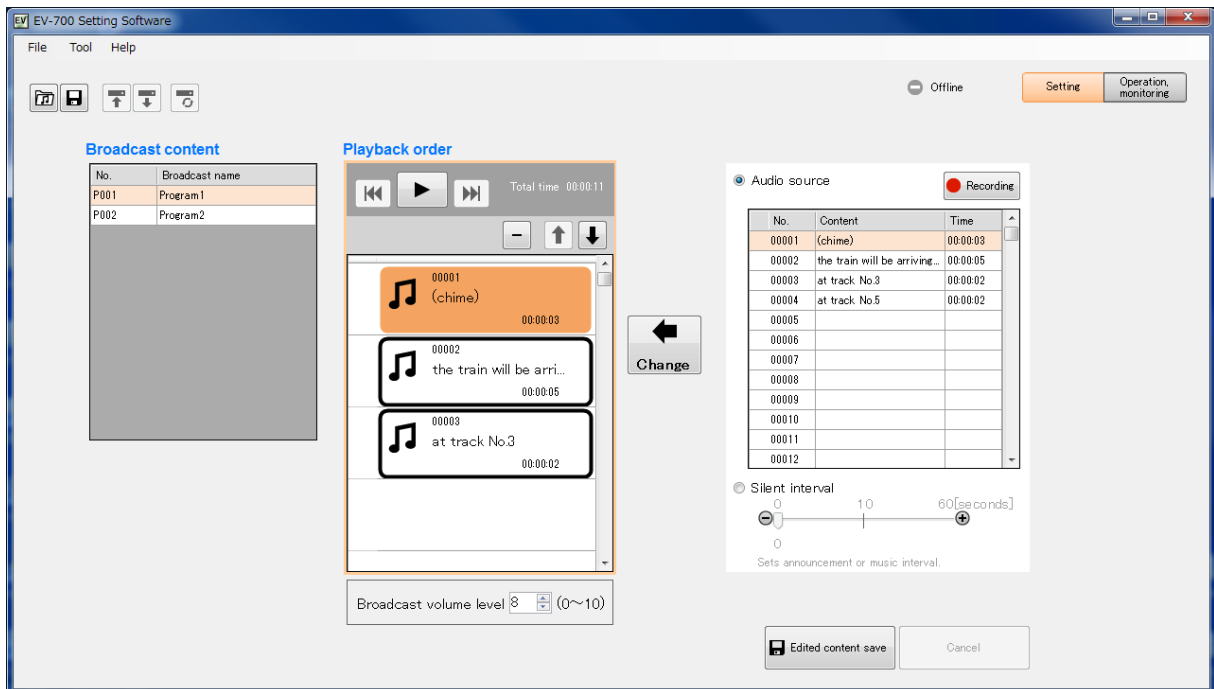 EV EV-700 Setting Software
File Tool Help
Offline
Setting
Operation,
monitoring
Broadcast content
No. Broadcast name
P001 Program1
P002 Program2
Playback order
Total time 00:00:11
00001
(chime)
00:00:03
00002
the train will be arri...
00:00:05
00003
at track No.3
00:00:02
Broadcast volume level 8 (0～10)
Change
Audio source
Recording
No. Content Time
00001 (chime) 00:00:03
00002 the train will be arriving... 00:00:05
00003 at track No.3 00:00:02
00004 at track No.5 00:00:02
00005
00006
00007
00008
00009
00010
00011
00012
Silent interval
0 10 60[seconds]
0
Sets announcement or music interval.
Edited content save
Cancel